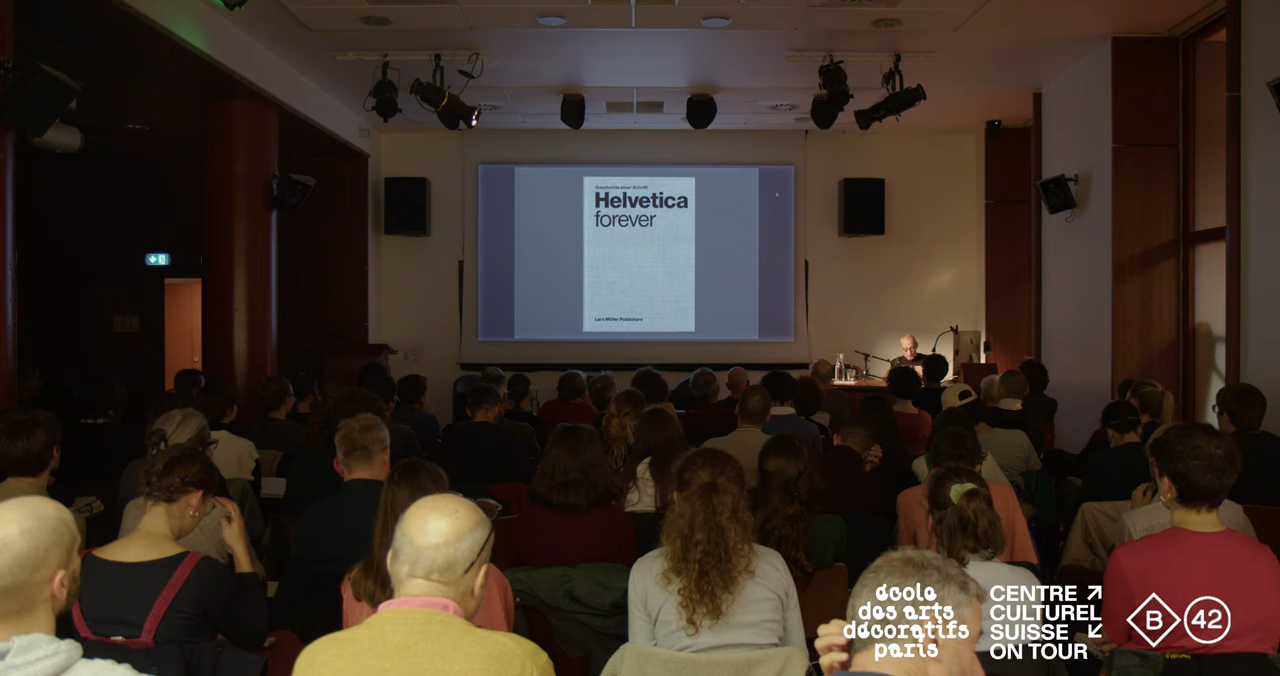 Geschichte einer Schrift
Helvetica
forever
Lars Müller Publishers
école
des arts
décoratifs
paris
CENTRE ↗
CULTUREL
SUISSE ↙
ON TOUR
B 42